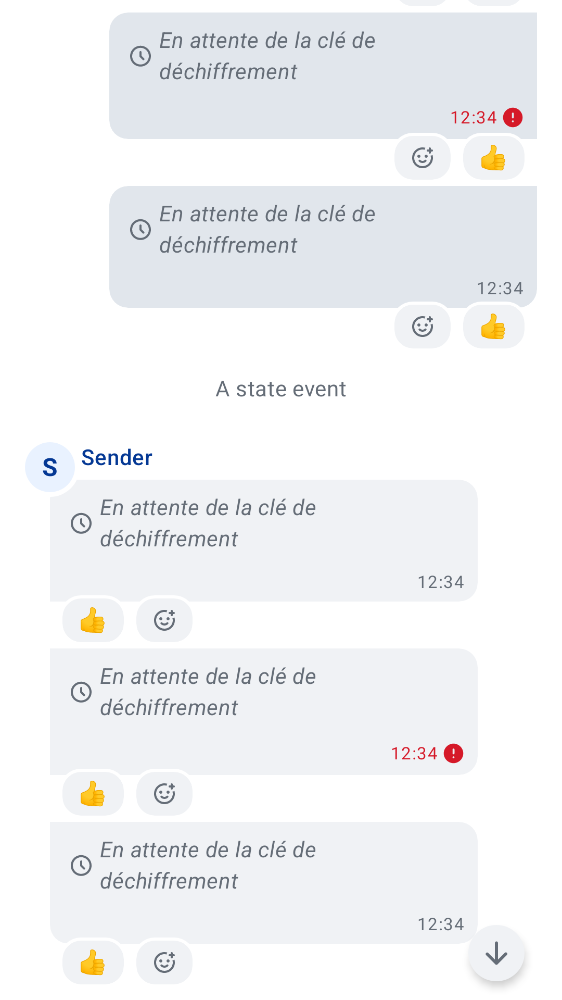 En attente de la clé de
déchiffrement
12:34
👍
En attente de la clé de
déchiffrement
12:34
👍
A state event
S
Sender
En attente de la clé de
déchiffrement
12:34
👍
En attente de la clé de
déchiffrement
12:34
👍
En attente de la clé de
déchiffrement
12:34
👍